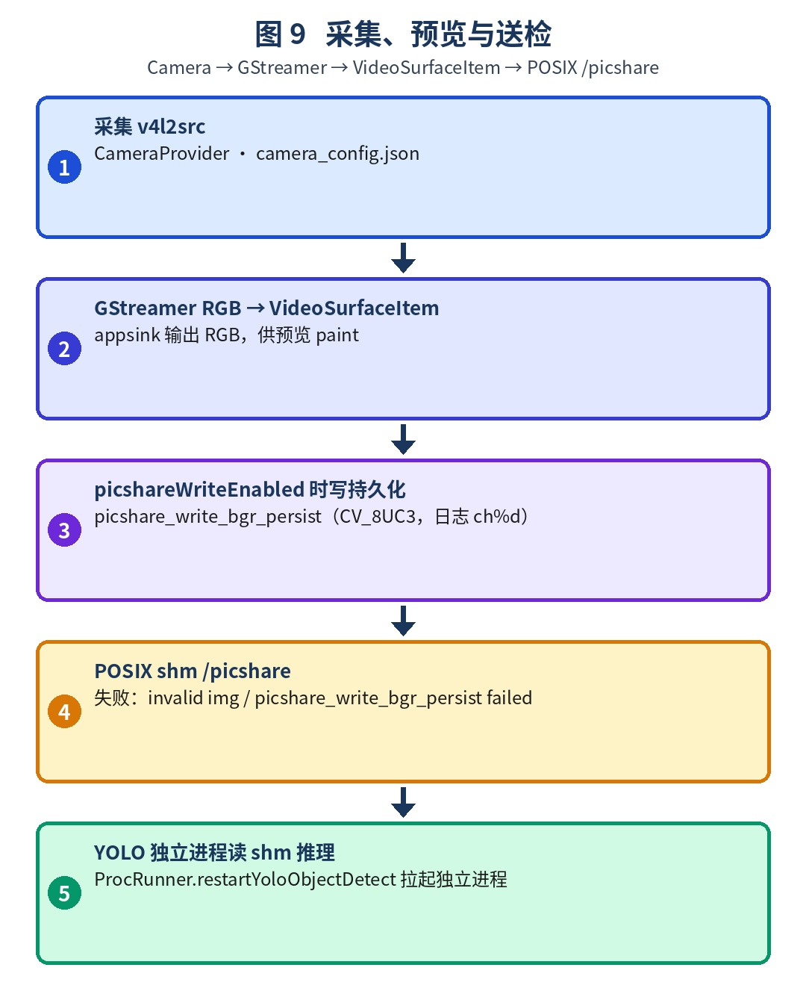 图 9 采集、预览与送检
Camera → GStreamer → VideoSurfaceItem → POSIX /picshare
采集 v4l2src
CameraProvider · camera_config.json
1
GStreamer RGB → VideoSurfaceItem
appsink 输出 RGB，供预览 paint
2
picshareWriteEnabled 时写持久化
picshare_write_bgr_persist（CV_8UC3，日志 ch%d）
3
POSIX shm /picshare
失败：invalid img / picshare_write_bgr_persist failed
4
YOLO 独立进程读 shm 推理
ProcRunner.restartYoloObjectDetect 拉起独立进程
5